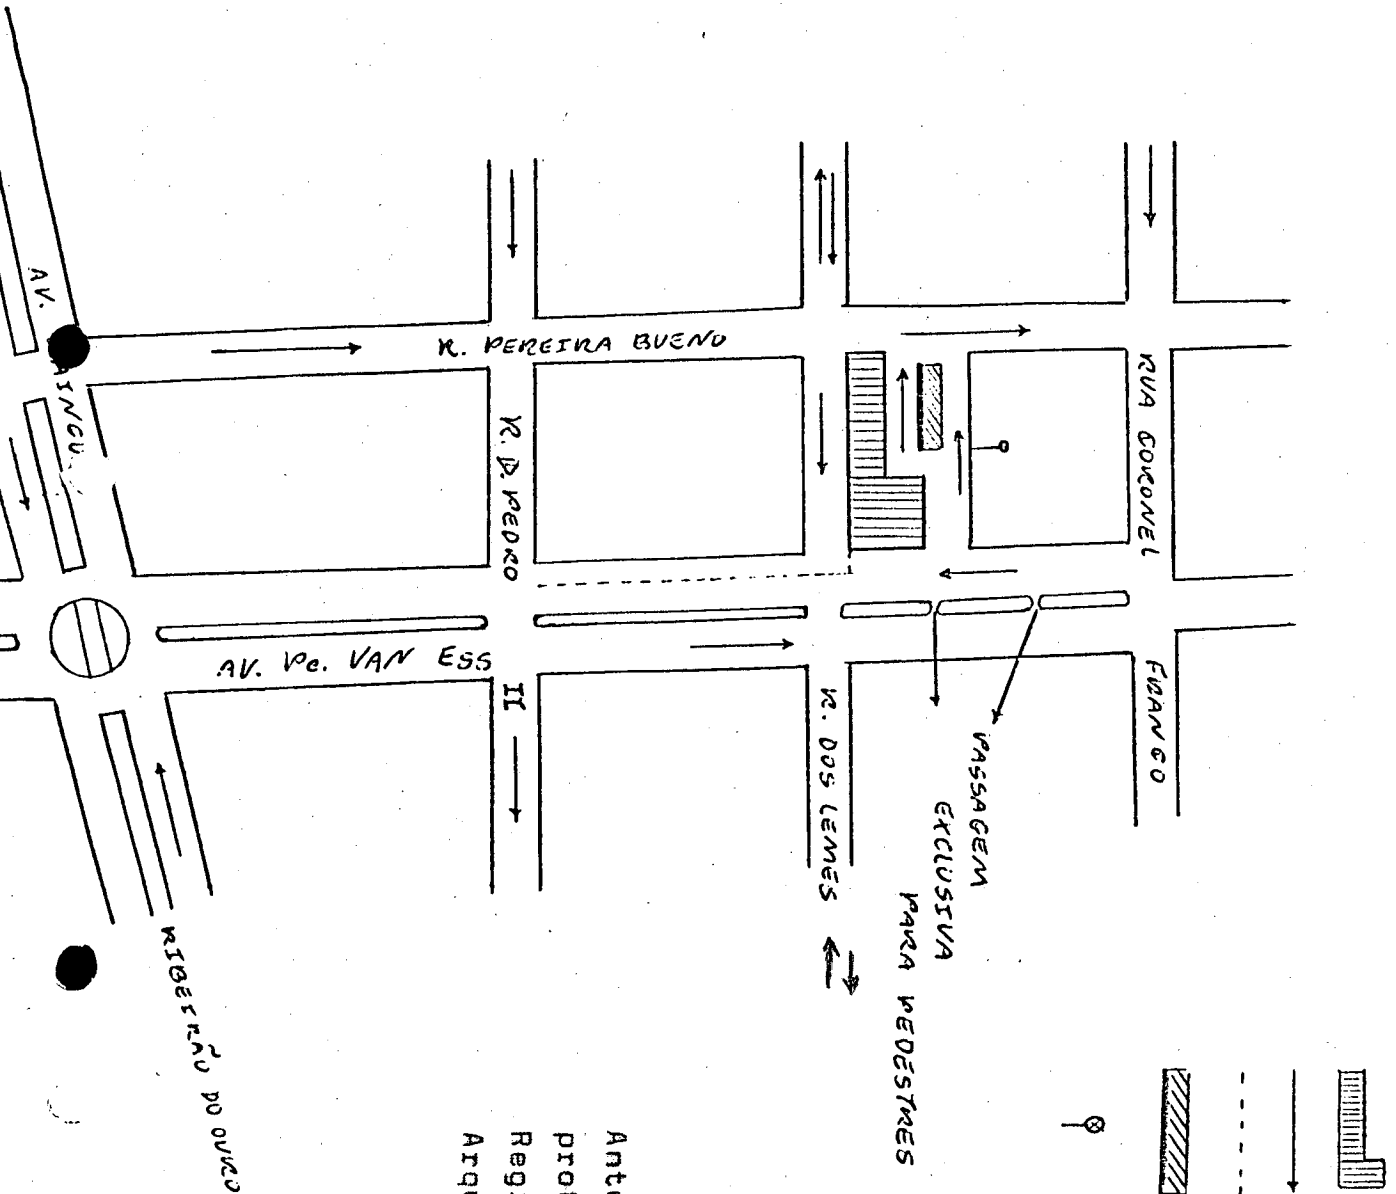 AV.
R. PEREIRA BUENO
R. D. PEDRO II
RUA CORONEL FRANCO
AV. Pe. VAN ESS
R. DOS LEMES
PASSAGEM
EXCLUSIVA
PARA PEDESTRES
RIBEIRÃO DO OURO